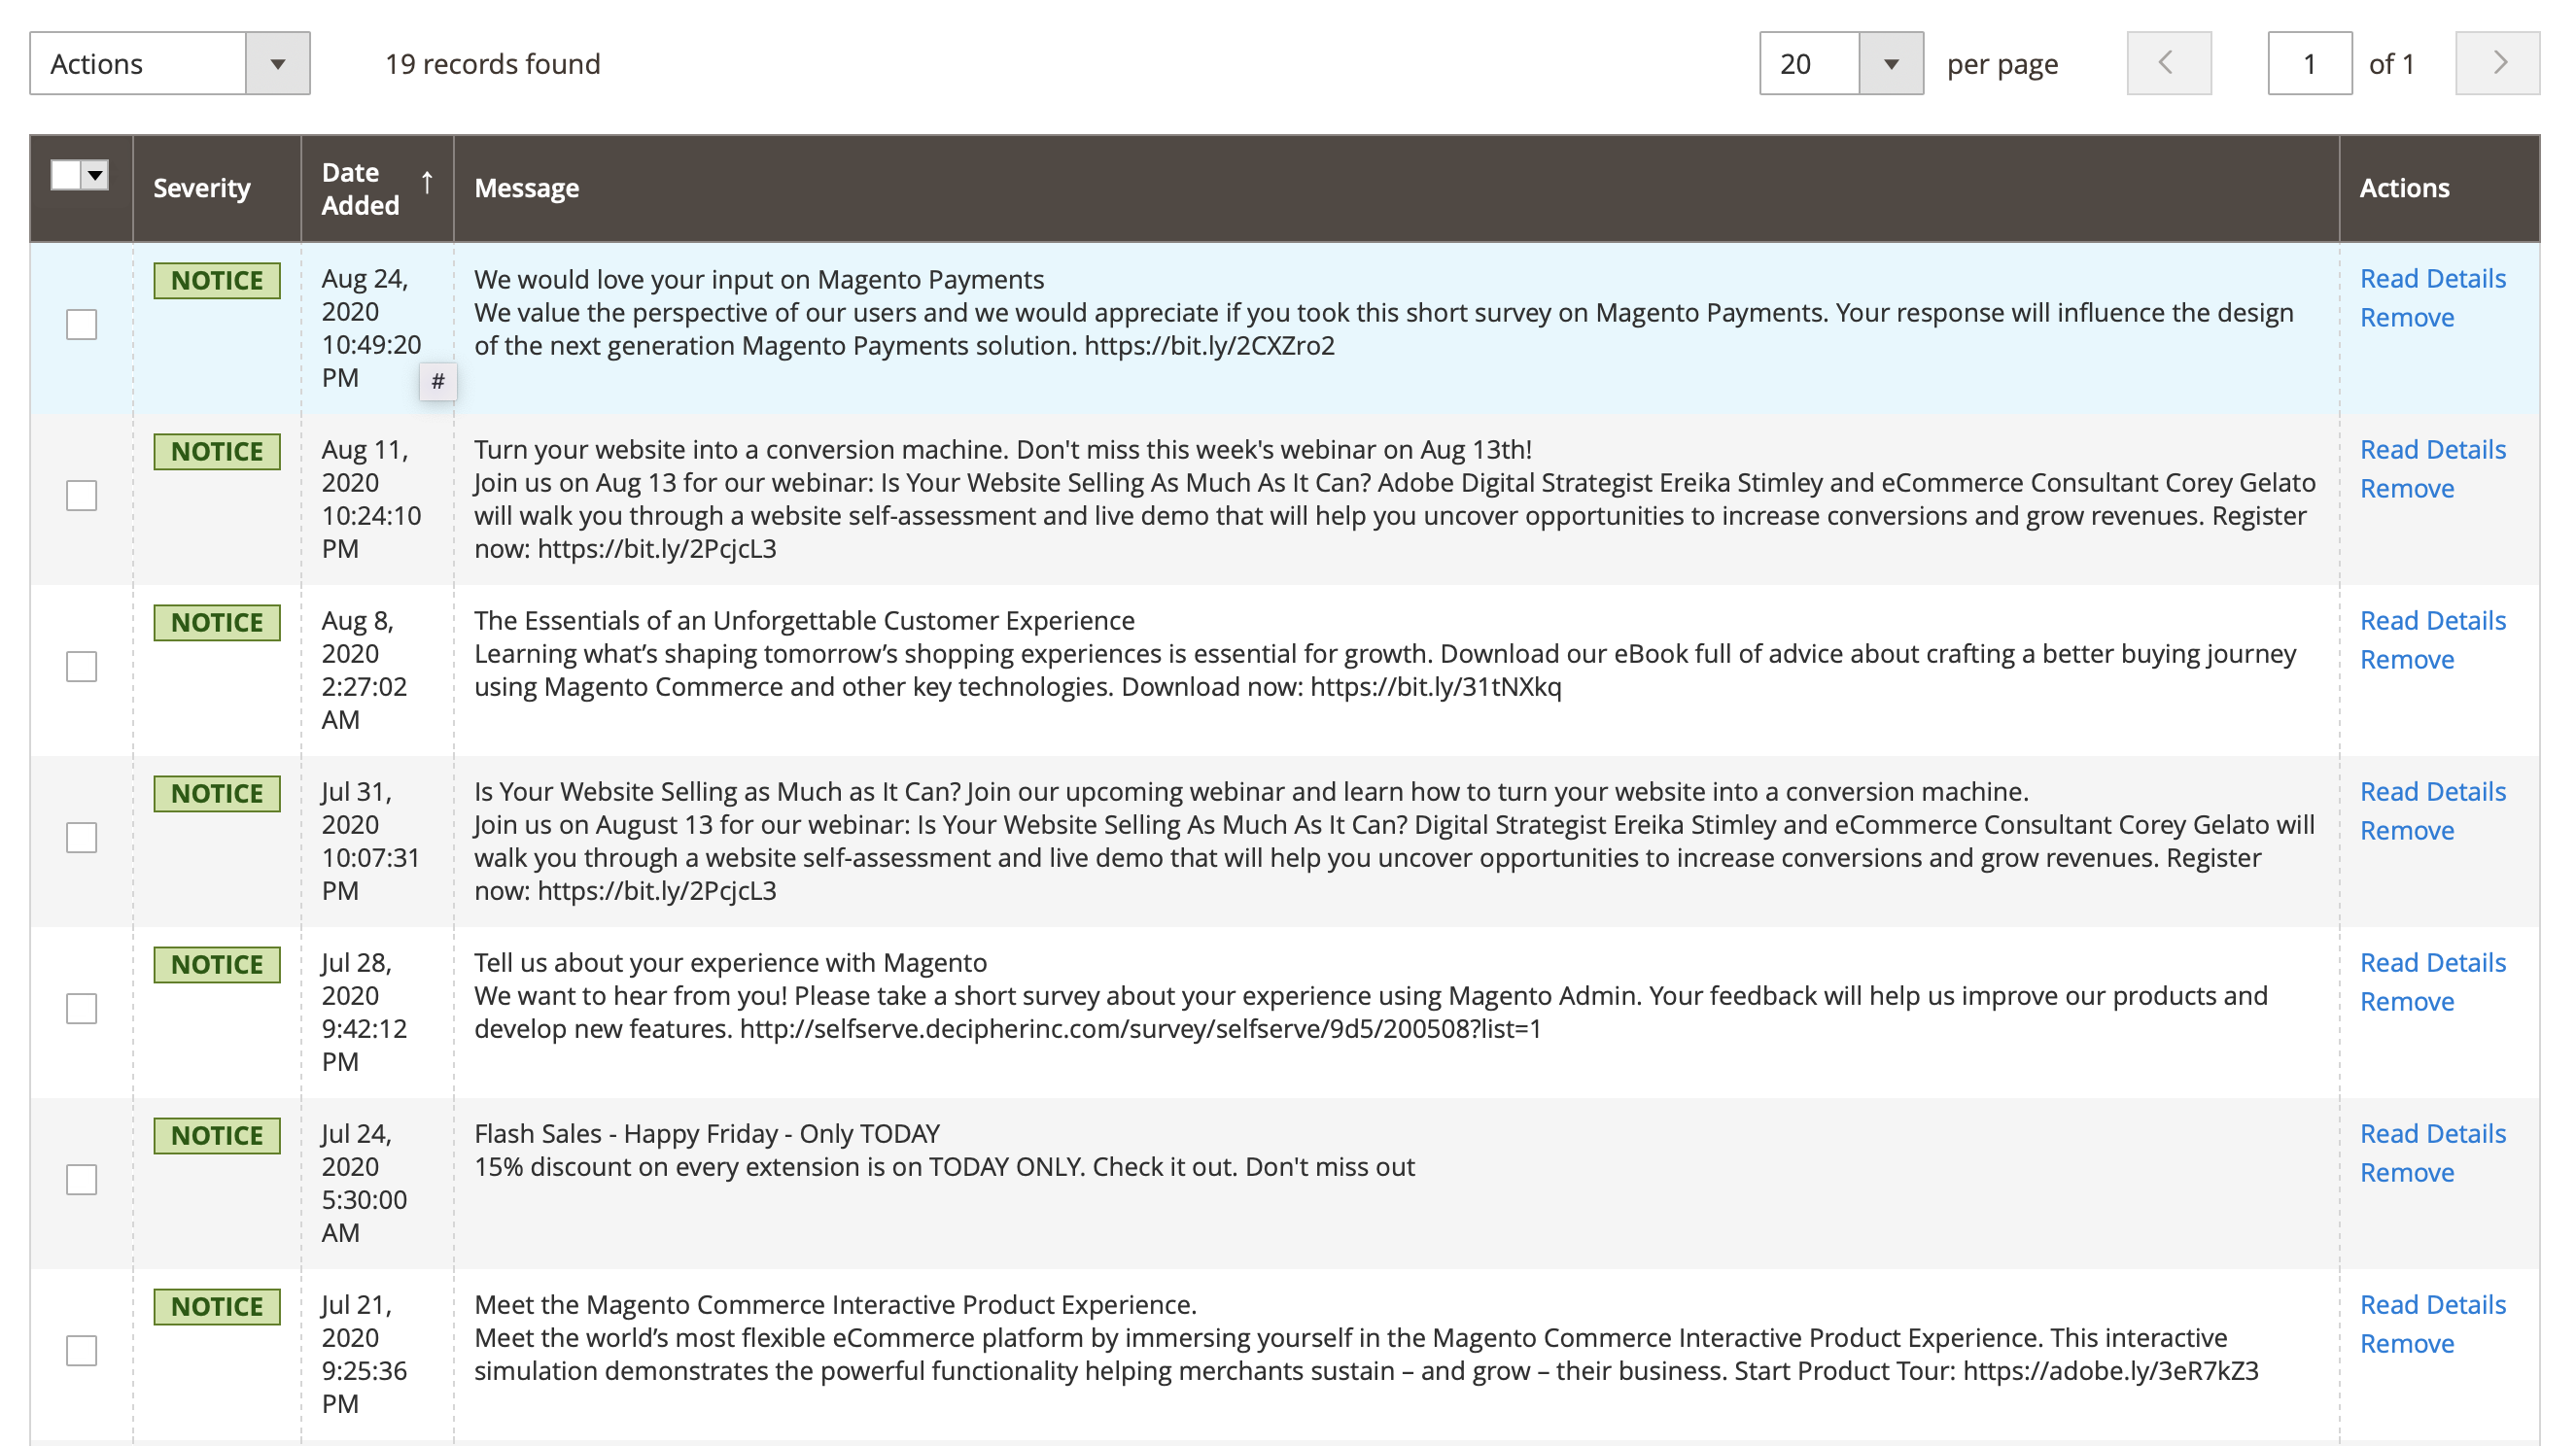 Actions
19 records found
20
per page
1
of 1
Severity
Date
Added ↑
Message
Actions
NOTICE
Aug 24,
2020
10:49:20
PM
#
We would love your input on Magento Payments
We value the perspective of our users and we would appreciate if you took this short survey on Magento Payments. Your response will influence the design
of the next generation Magento Payments solution. https://bit.ly/2CXZro2
Read Details
Remove
NOTICE
Aug 11,
2020
10:24:10
PM
Turn your website into a conversion machine. Don't miss this week's webinar on Aug 13th!
Join us on Aug 13 for our webinar: Is Your Website Selling As Much As It Can? Adobe Digital Strategist Ereika Stimley and eCommerce Consultant Corey Gelato
will walk you through a website self-assessment and live demo that will help you uncover opportunities to increase conversions and grow revenues. Register
now: https://bit.ly/2PcjcL3
Read Details
Remove
NOTICE
Aug 8,
2020
2:27:02
AM
The Essentials of an Unforgettable Customer Experience
Learning what’s shaping tomorrow’s shopping experiences is essential for growth. Download our eBook full of advice about crafting a better buying journey
using Magento Commerce and other key technologies. Download now: https://bit.ly/31tNXkq
Read Details
Remove
NOTICE
Jul 31,
2020
10:07:31
PM
Is Your Website Selling as Much as It Can? Join our upcoming webinar and learn how to turn your website into a conversion machine.
Join us on August 13 for our webinar: Is Your Website Selling As Much As It Can? Digital Strategist Ereika Stimley and eCommerce Consultant Corey Gelato will
walk you through a website self-assessment and live demo that will help you uncover opportunities to increase conversions and grow revenues. Register
now: https://bit.ly/2PcjcL3
Read Details
Remove
NOTICE
Jul 28,
2020
9:42:12
PM
Tell us about your experience with Magento
We want to hear from you! Please take a short survey about your experience using Magento Admin. Your feedback will help us improve our products and
develop new features. http://selfserve.decipherinc.com/survey/selfserve/9d5/200508?list=1
Read Details
Remove
NOTICE
Jul 24,
2020
5:30:00
AM
Flash Sales - Happy Friday - Only TODAY
15% discount on every extension is on TODAY ONLY. Check it out. Don't miss out
Read Details
Remove
NOTICE
Jul 21,
2020
9:25:36
PM
Meet the Magento Commerce Interactive Product Experience.
Meet the world’s most flexible eCommerce platform by immersing yourself in the Magento Commerce Interactive Product Experience. This interactive
simulation demonstrates the powerful functionality helping merchants sustain – and grow – their business. Start Product Tour: https://adobe.ly/3eR7kZ3
Read Details
Remove